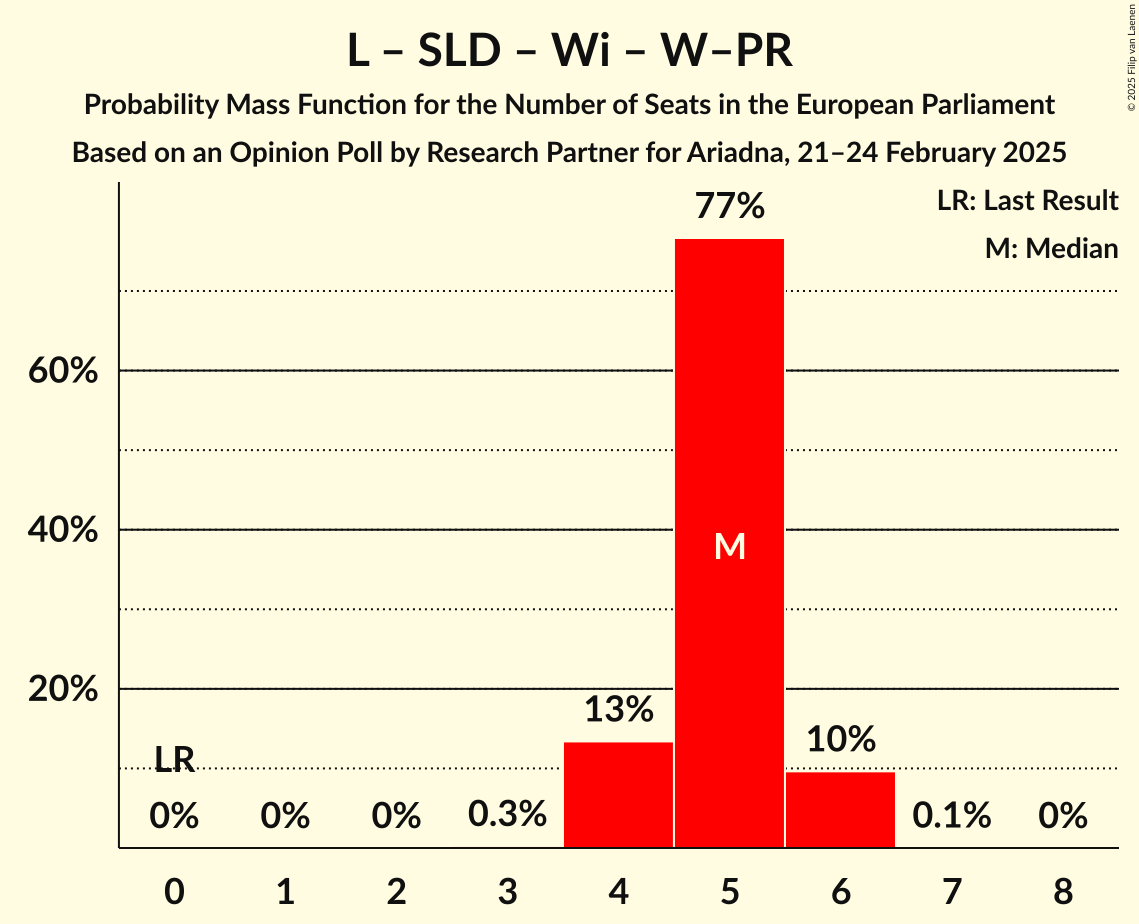 L – SLD – Wi – W–PR
Probability Mass Function for the Number of Seats in the European Parliament
Based on an Opinion Poll by Research Partner for Ariadna, 21–24 February 2025
© 2025 Filip van Laenen
LR: Last Result
M: Median
77%
60%
40%
M
20%
13%
10%
LR
0%
0%
0%
0.3%
0.1%
0%
0 1 2 3 4 5 6 7 8